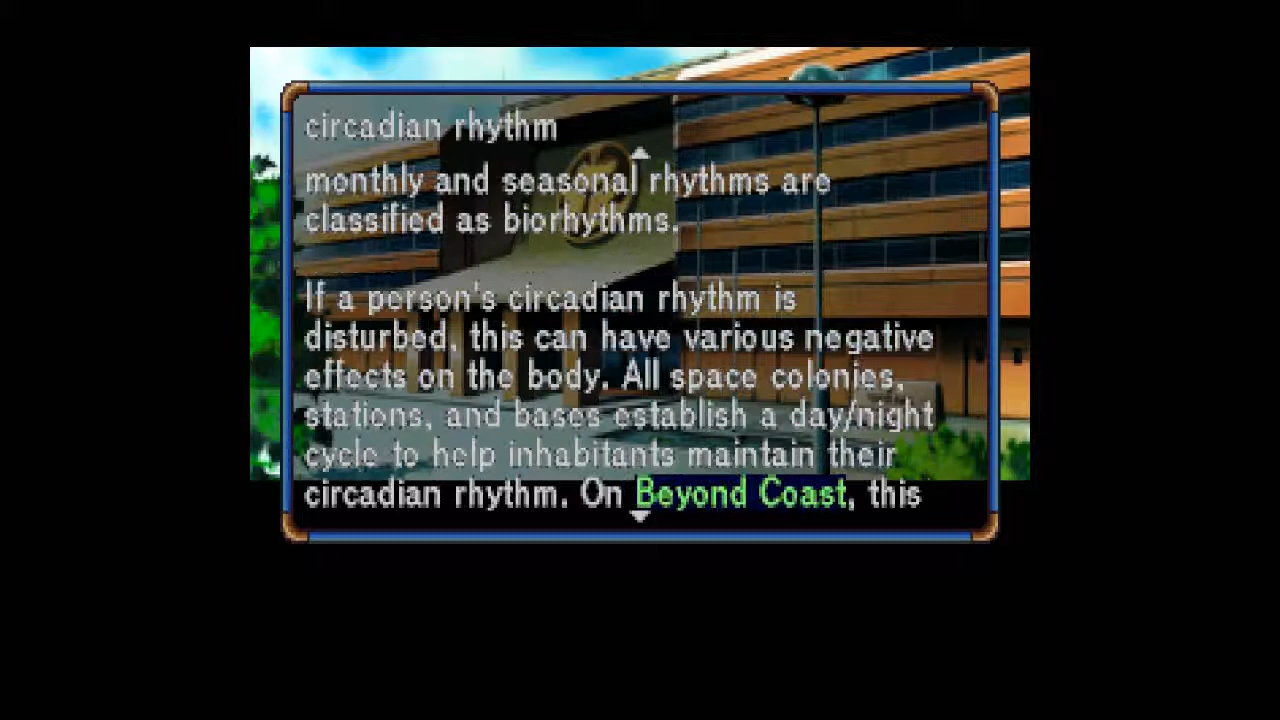 circadian rhythm
monthly and seasonal rhythms are
classified as biorhythms.
If a person's circadian rhythm is
disturbed, this can have various negative
effects on the body. All space colonies,
stations, and bases establish a day/night
cycle to help inhabitants maintain their
circadian rhythm. On Beyond Coast, this